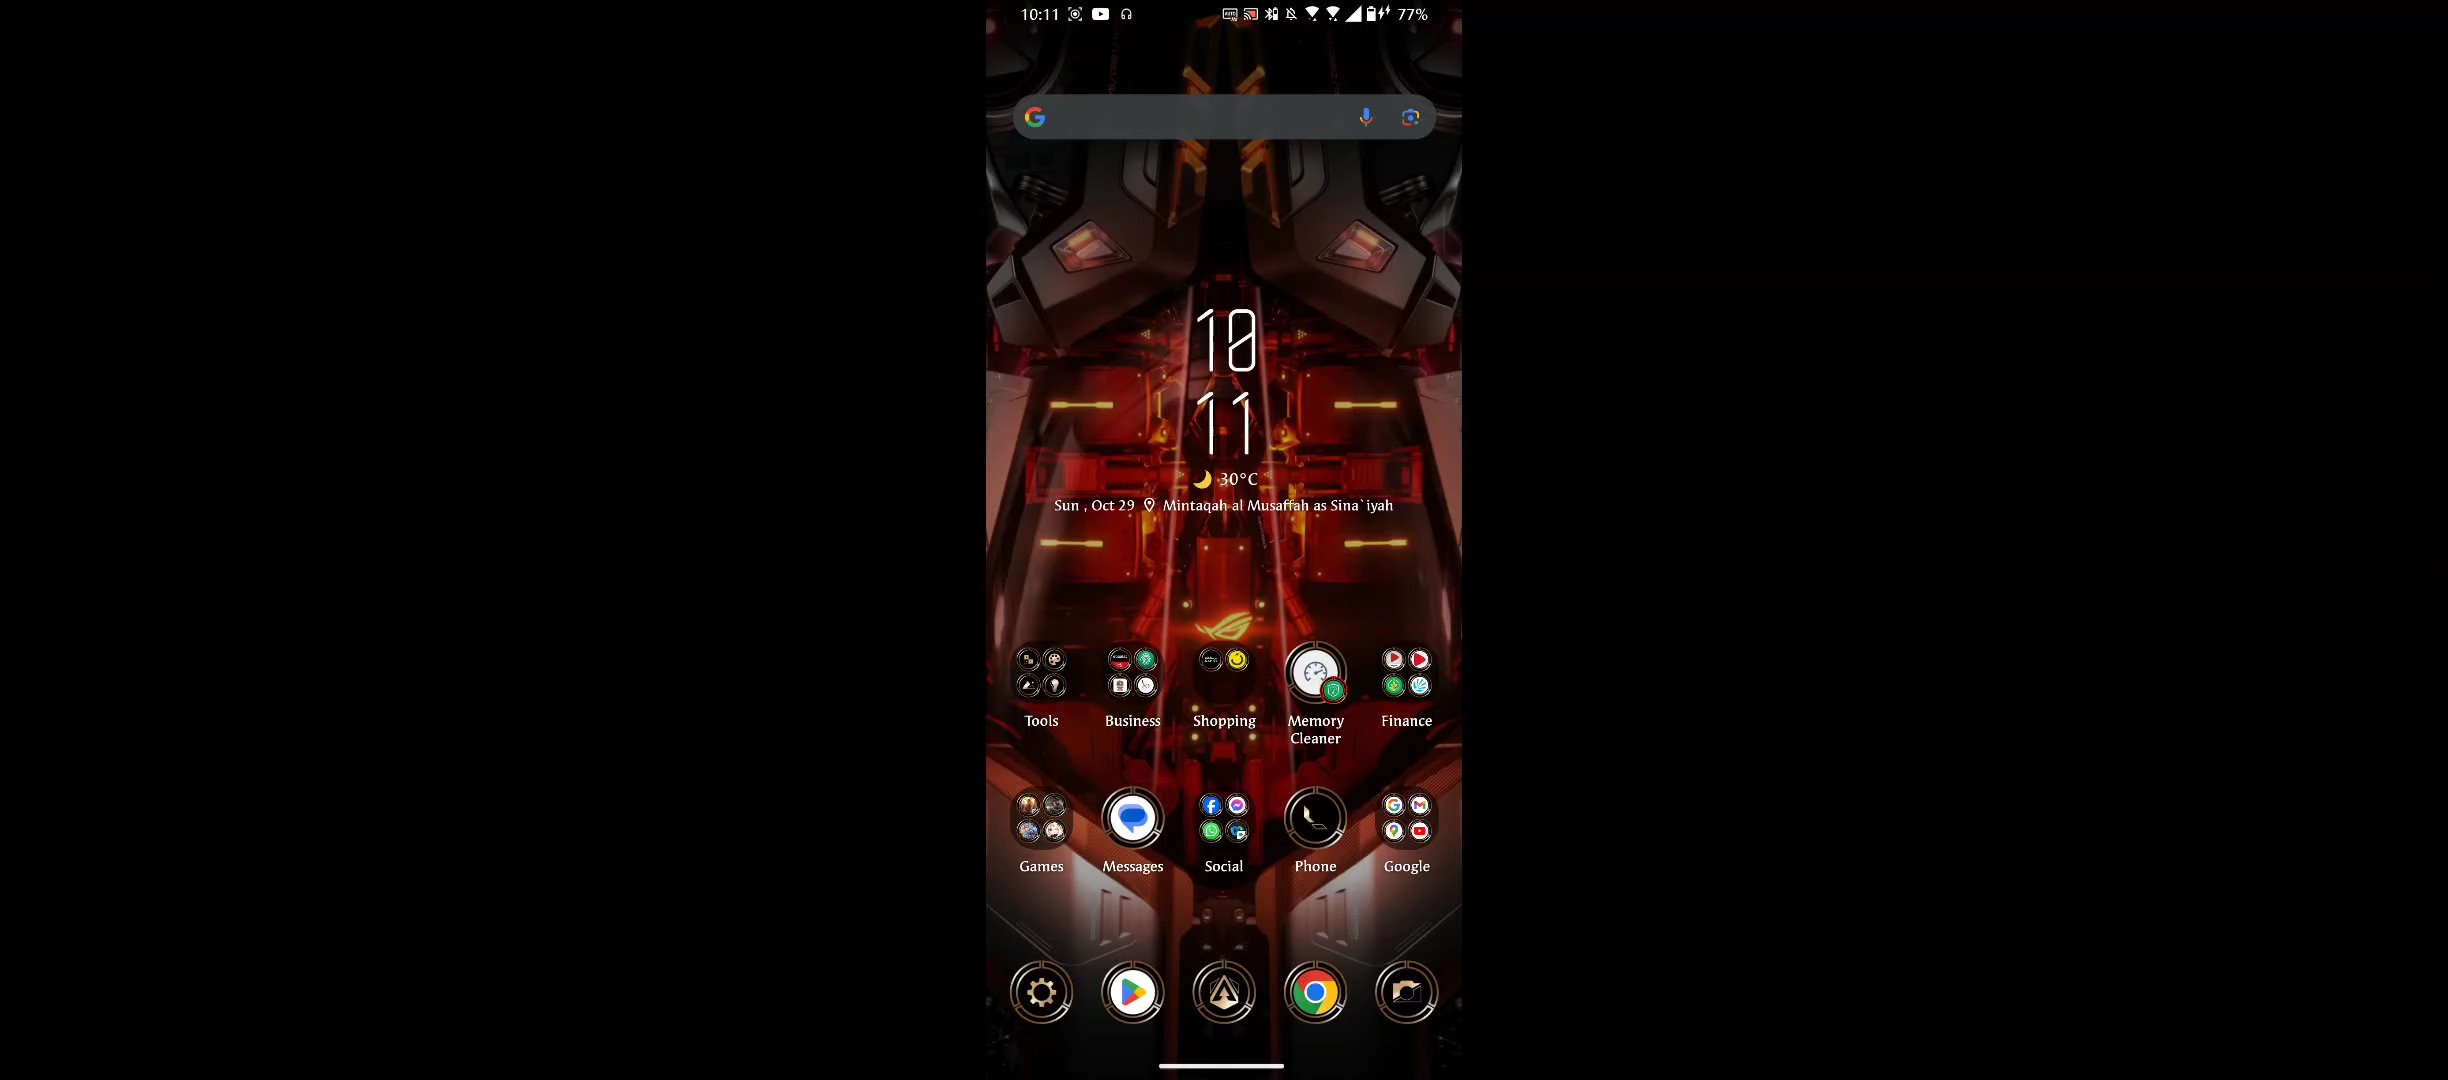 10:11
77%
10
11
30°C
Sun , Oct 29 Mintaqah al Musaffah as Sina`iyah
Tools Business Shopping Memory Cleaner Finance
Games Messages Social Phone Google